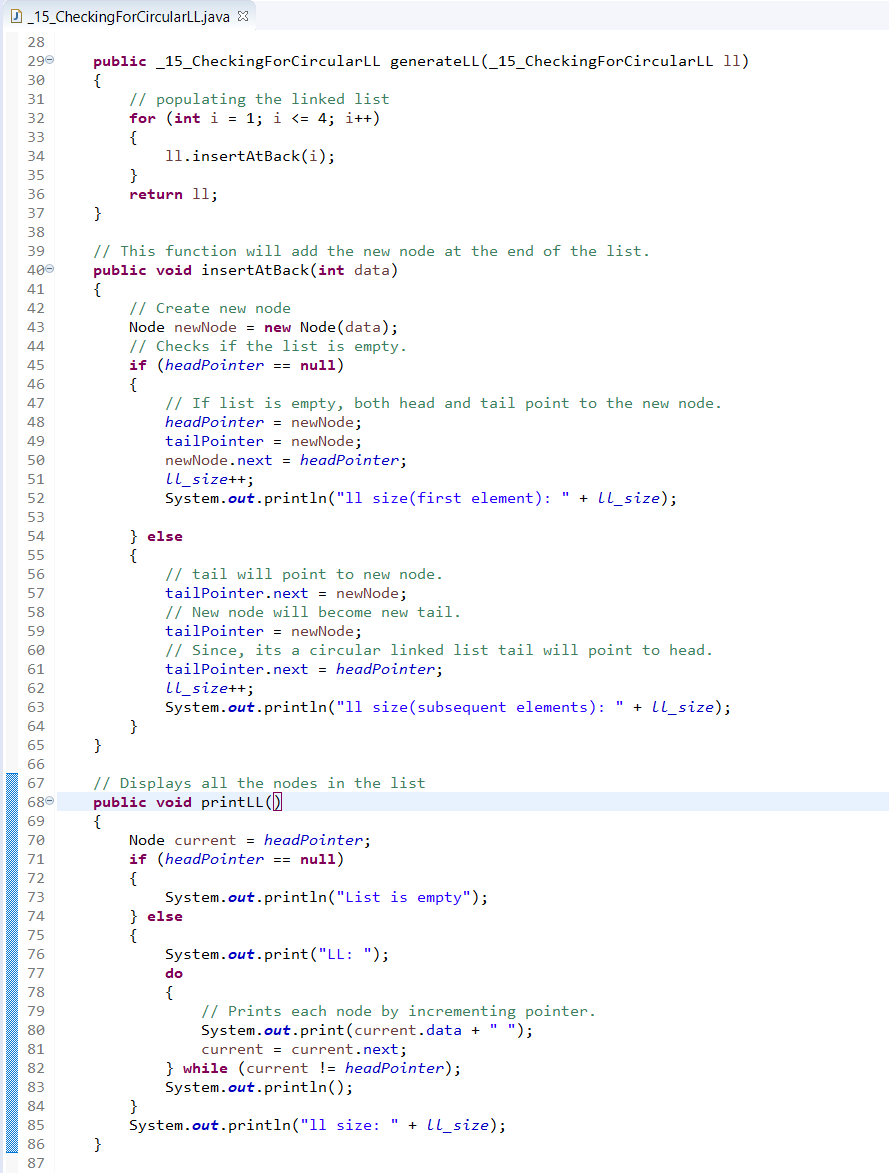 _15_CheckingForCircularLL.java
28
29 public _15_CheckingForCircularLL generateLL(_15_CheckingForCircularLL ll)
30 {
31 // populating the linked list
32 for (int i = 1; i <= 4; i++)
33 {
34 ll.insertAtBack(i);
35 }
36 return ll;
37 }
38
39 // This function will add the new node at the end of the list.
40 public void insertAtBack(int data)
41 {
42 // Create new node
43 Node newNode = new Node(data);
44 // Checks if the list is empty.
45 if (headPointer == null)
46 {
47 // If list is empty, both head and tail point to the new node.
48 headPointer = newNode;
49 tailPointer = newNode;
50 newNode.next = headPointer;
51 ll_size++;
52 System.out.println("ll size(first element): " + ll_size);
53
54 } else
55 {
56 // tail will point to new node.
57 tailPointer.next = newNode;
58 // New node will become new tail.
59 tailPointer = newNode;
60 // Since, its a circular linked list tail will point to head.
61 tailPointer.next = headPointer;
62 ll_size++;
63 System.out.println("ll size(subsequent elements): " + ll_size);
64 }
65 }
66
67 // Displays all the nodes in the list
68 public void printLL()
69 {
70 Node current = headPointer;
71 if (headPointer == null)
72 {
73 System.out.println("List is empty");
74 } else
75 {
76 System.out.print("LL: ");
77 do
78 {
79 // Prints each node by incrementing pointer.
80 System.out.print(current.data + " ");
81 current = current.next;
82 } while (current != headPointer);
83 System.out.println();
84 }
85 System.out.println("ll size: " + ll_size);
86 }
87